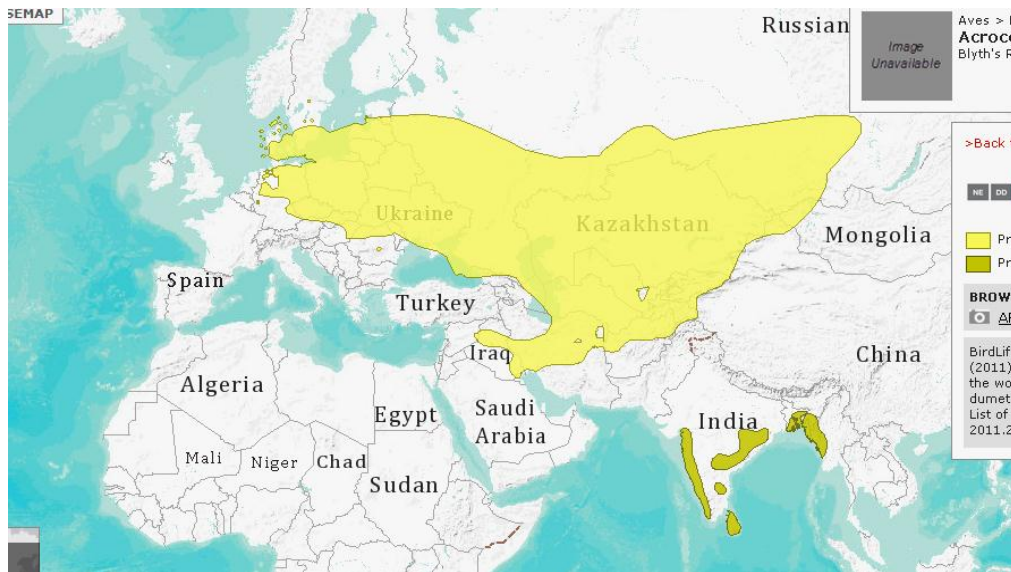 SEMAP
Russian
Image
Unavailable
Aves >
Acroce
Blyth's R
>Back
NE DD
Pr
Pr
BROW
BirdLif
(2011)
the wo
dumet
List of
2011.2
Ukraine
Kazakhstan
Mongolia
Spain
Turkey
Iraq
China
Algeria
Egypt
Saudi
Arabia
India
Mali
Niger
Chad
Sudan